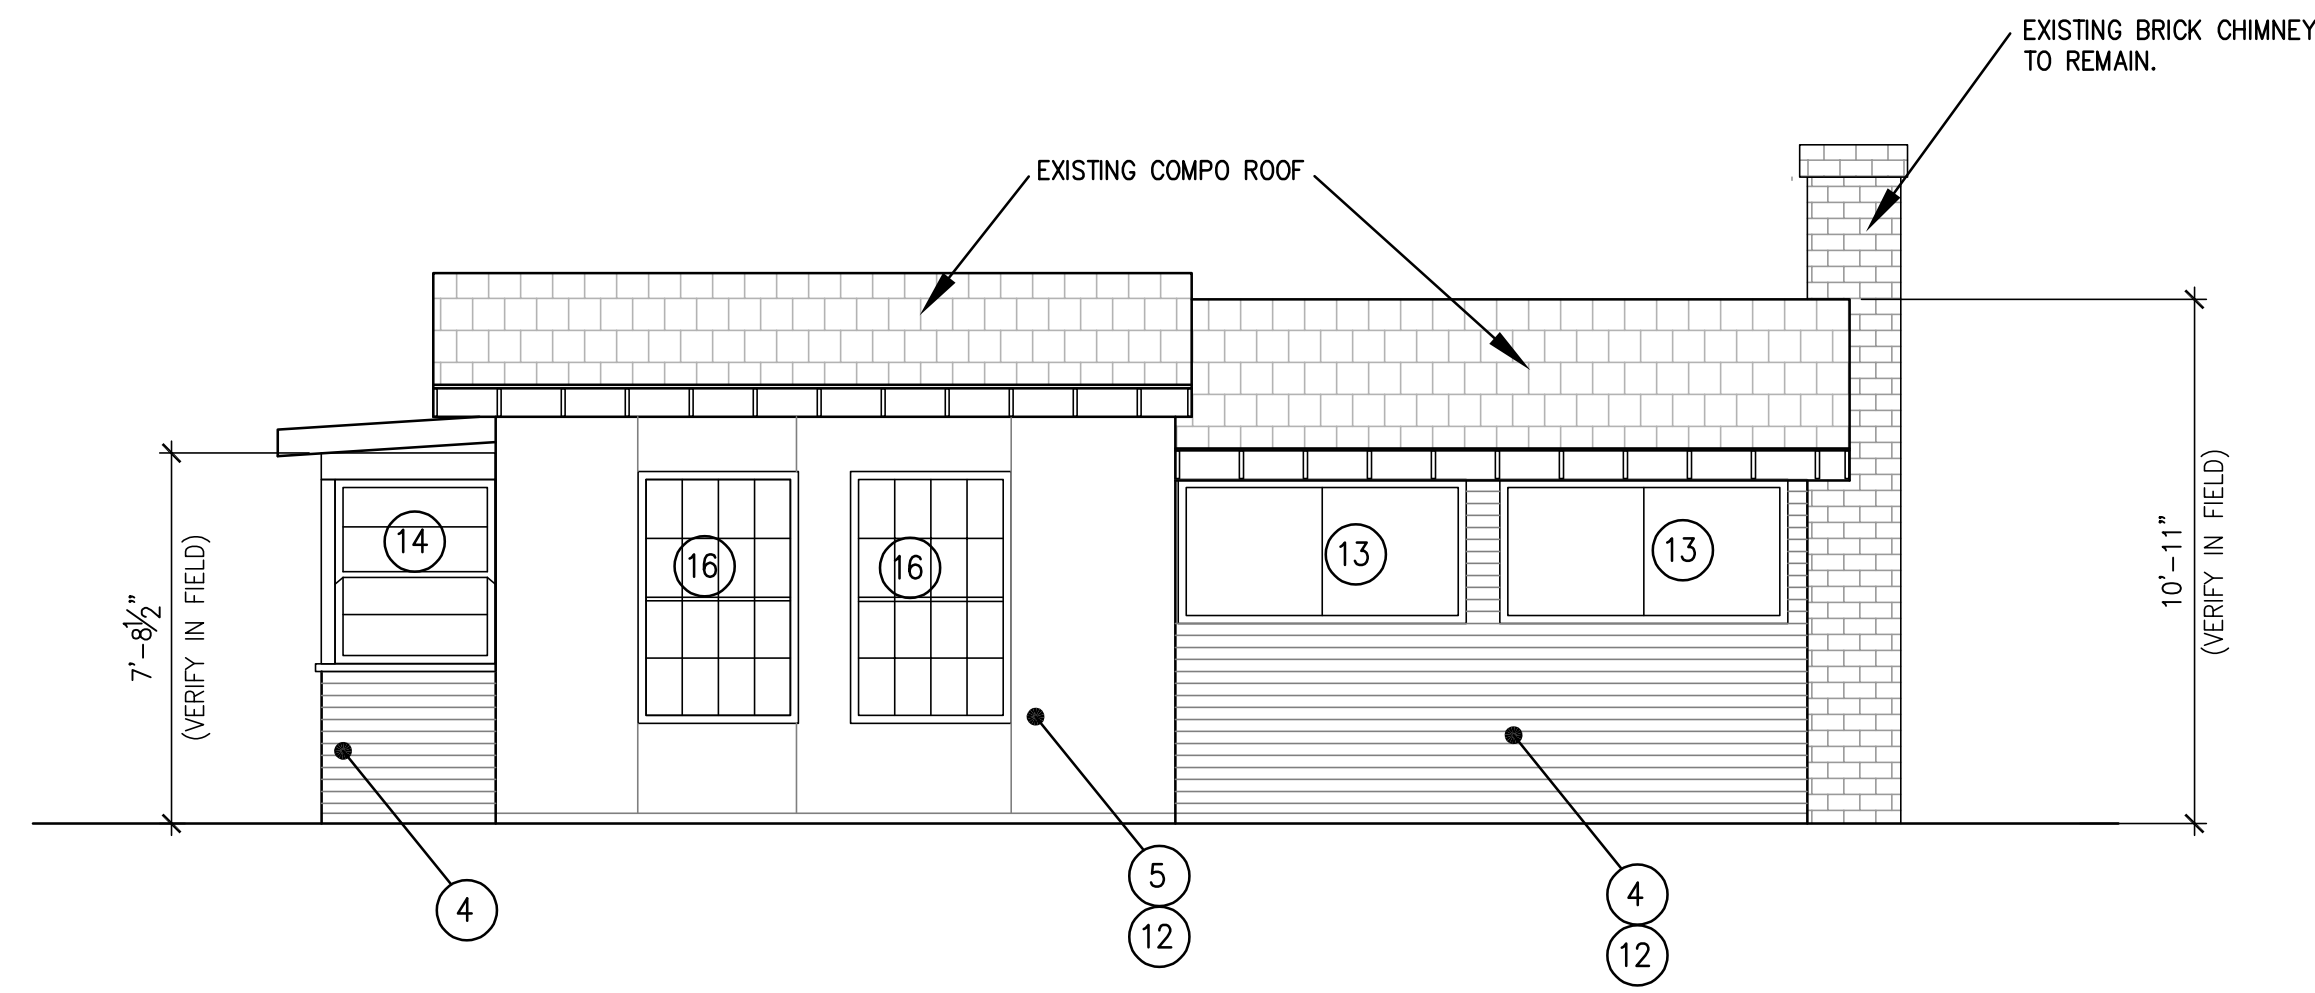 EXISTING BRICK CHIMNEY
TO REMAIN.
EXISTING COMPO ROOF
7'-8½"
(VERIFY IN FIELD)
14
16
16
13
13
10'-11"
(VERIFY IN FIELD)
4
5
12
4
12